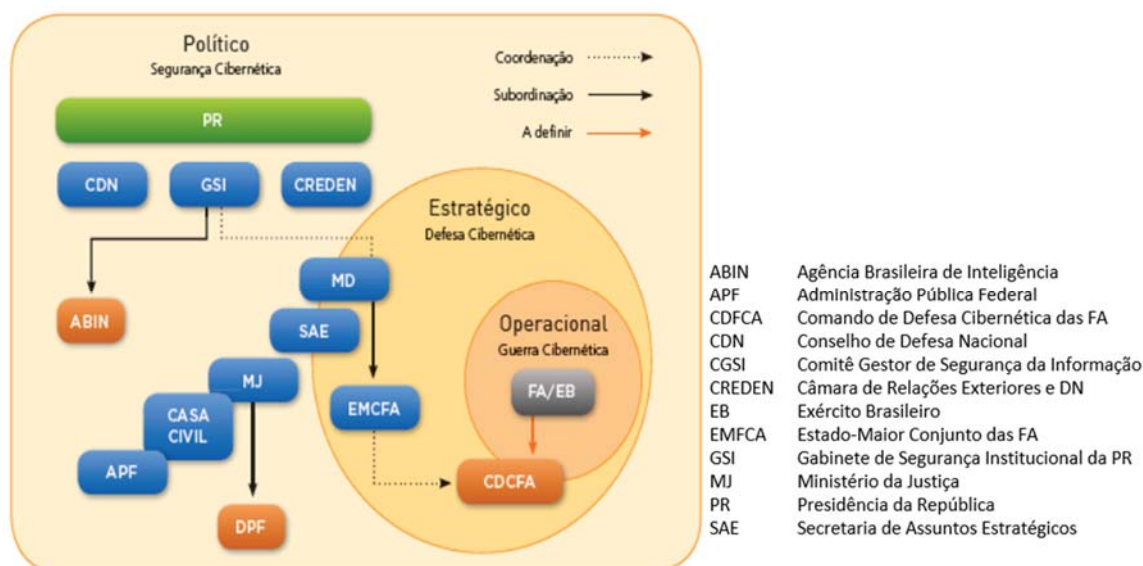 Político
Segurança Cibernética
Coordenação
Subordinação
A definir
PR
CDN
GSI
CREDEN
Estratégico
Defesa Cibernética
MD
ABIN
SAE
Operacional
Guerra Cibernética
MJ
FA/EB
CASA
CIVIL
EMCFA
APF
CDCFA
DPF
ABIN Agência Brasileira de Inteligência
APF Administração Pública Federal
CDFCA Comando de Defesa Cibernética das FA
CDN Conselho de Defesa Nacional
CGSI Comitê Gestor de Segurança da Informação
CREDEN Câmara de Relações Exteriores e DN
EB Exército Brasileiro
EMFCA Estado-Maior Conjunto das FA
GSI Gabinete de Segurança Institucional da PR
MJ Ministério da Justiça
PR Presidência da República
SAE Secretaria de Assuntos Estratégicos